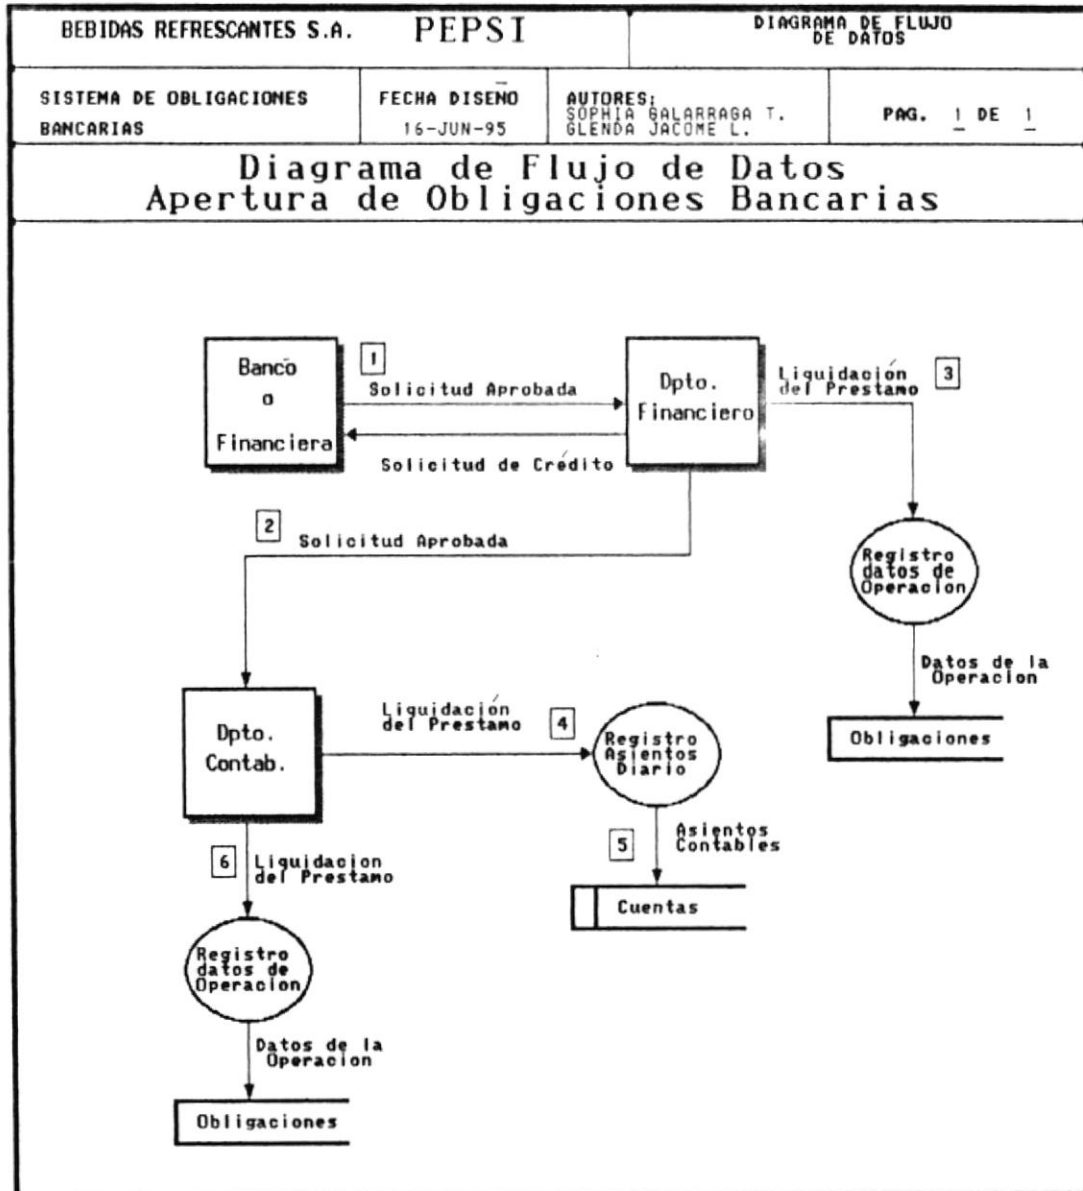 BEBIDAS REFRESCANTES S.A. PEPSI
DIAGRAMA DE FLUJO
DE DATOS
SISTEMA DE OBLIGACIONES
BANCARIAS
FECHA DISEÑO
16-JUN-95
AUTORES:
SOPHIA GALARRAGA T.
GLENDA JACOME L.
PAG. 1 DE 1
Diagrama de Flujo de Datos
Apertura de Obligaciones Bancarias
Banco
o
Financiera
1
Solicitud Aprobada
Solicitud de Crédito
Dpto.
Financiero
Liquidación
del Prestamo
3
2
Solicitud Aprobada
Registro
datos de
Operacion
Datos de la
Operacion
Obligaciones
Dpto.
Contab.
Liquidación
del Prestamo
4
Registro
Asientos
Diario
5
Asientos
Contables
Cuentas
6
Liquidacion
del Prestamo
Registro
datos de
Operacion
Datos de la
Operacion
Obligaciones